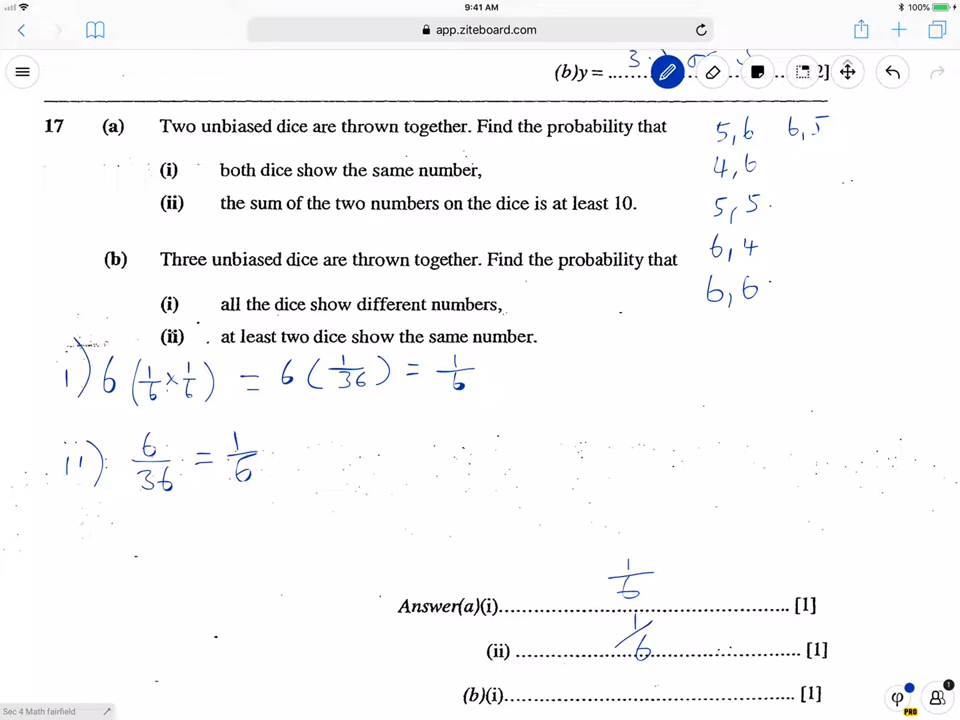 9:41 AM
100%
app.ziteboard.com
(b)y = ....... 2]
17 (a) Two unbiased dice are thrown together. Find the probability that
5,6 6,5
(i) both dice show the same number,
4,6
(ii) the sum of the two numbers on the dice is at least 10.
5,5
6,4
(b) Three unbiased dice are thrown together. Find the probability that
6,6
(i) all the dice show different numbers,
(ii) at least two dice show the same number.
i) 6 (1/6 × 1/6) = 6 (1/36) = 1/6
ii) 6/36 = 1/6
1/6
Answer(a)(i)........................ [1]
1/6
(ii) ........................ [1]
(b)(i)........................ [1]
Sec 4 Math fairfield
φ PRO
1